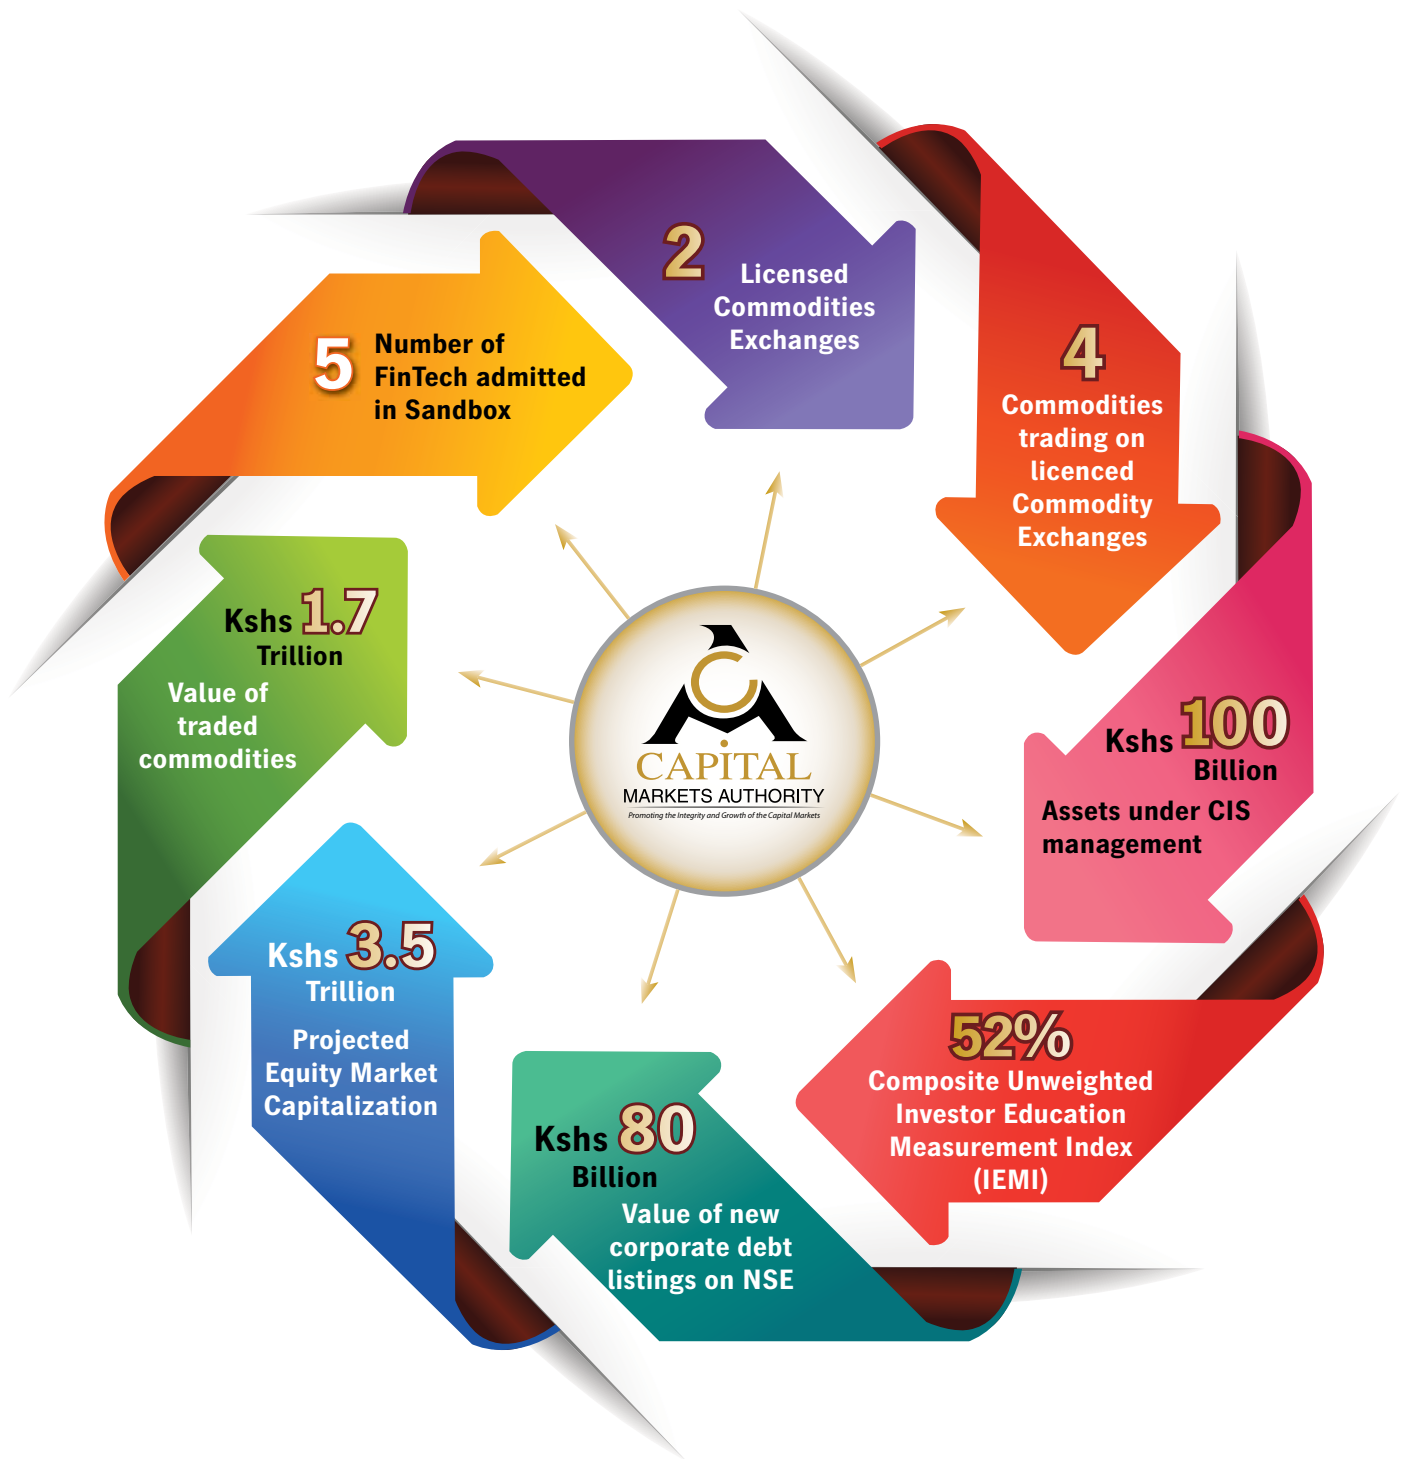 2
Licensed
Commodities
Exchanges
4
Commodities
trading on
licenced
Commodity
Exchanges
Kshs 100
Billion
Assets under CIS
management
52%
Composite Unweighted
Investor Education
Measurement Index
(IEMI)
Kshs 80
Billion
Value of new
corporate debt
listings on NSE
Kshs 3.5
Trillion
Projected
Equity Market
Capitalization
Kshs 1.7
Trillion
Value of
traded
commodities
5
Number of
FinTech admitted
in Sandbox
CAPITAL
MARKETS AUTHORITY
Promoting the Integrity and Growth of the Capital Markets